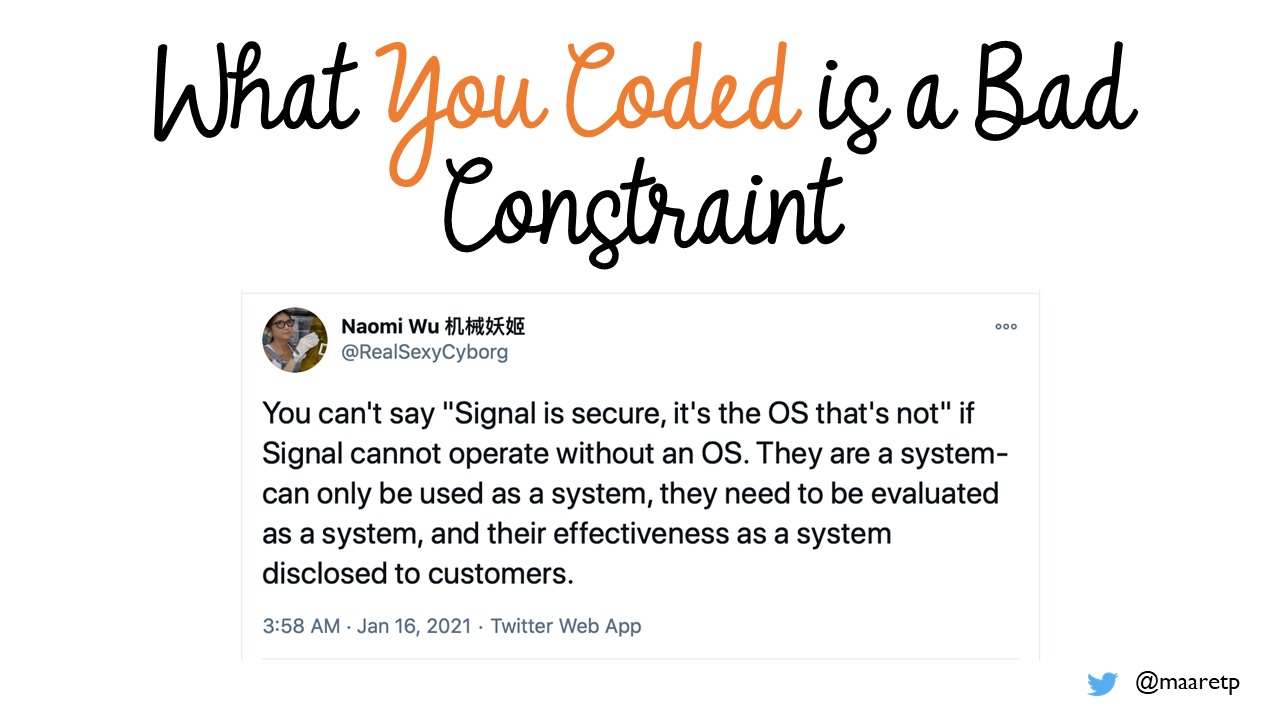 What You Coded is a Bad
Constraint
Naomi Wu 机械妖姬
@RealSexyCyborg
You can't say "Signal is secure, it's the OS that's not" if
Signal cannot operate without an OS. They are a system-
can only be used as a system, they need to be evaluated
as a system, and their effectiveness as a system
disclosed to customers.
3:58 AM · Jan 16, 2021 · Twitter Web App
@maaretp